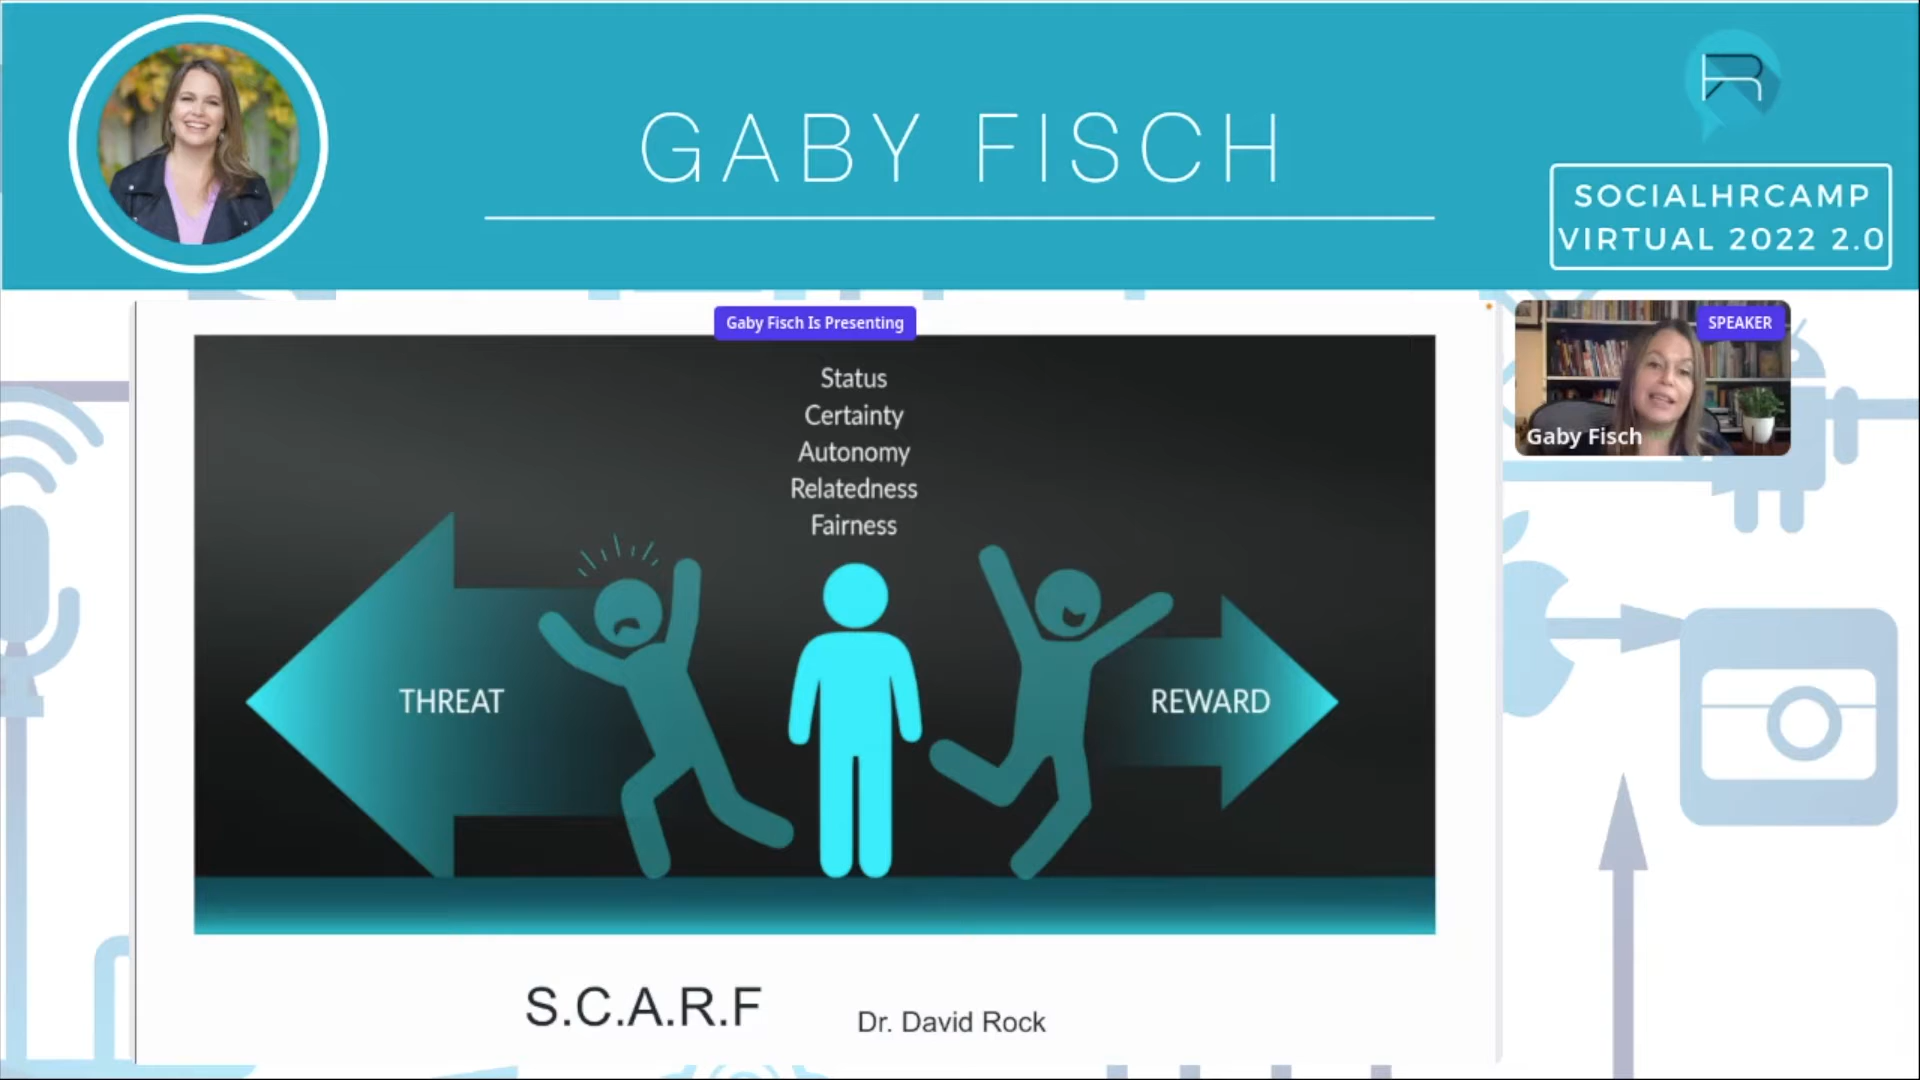 GABY FISCH
SOCIALHRCAMP
VIRTUAL 2022 2.0
Gaby Fisch Is Presenting
SPEAKER
Gaby Fisch
Status
Certainty
Autonomy
Relatedness
Fairness
THREAT
REWARD
S.C.A.R.F
Dr. David Rock